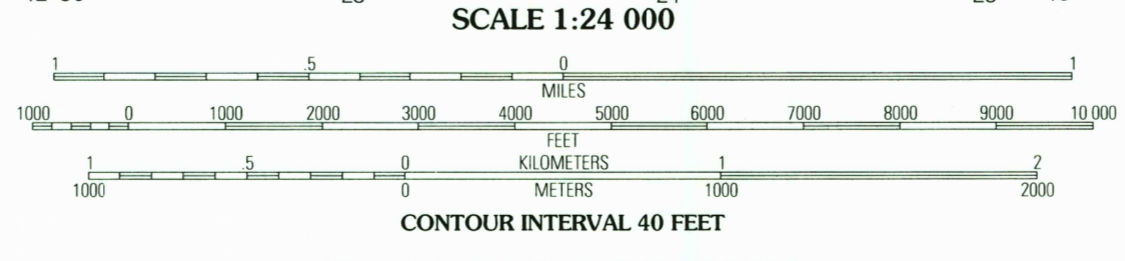 SCALE 1:24 000
1 .5 0 1
MILES
1000 0 1000 2000 3000 4000 5000 6000 7000 8000 9000 10 000
FEET
1 .5 0 KILOMETERS 1 2
1000 0 METERS 1000 2000
CONTOUR INTERVAL 40 FEET